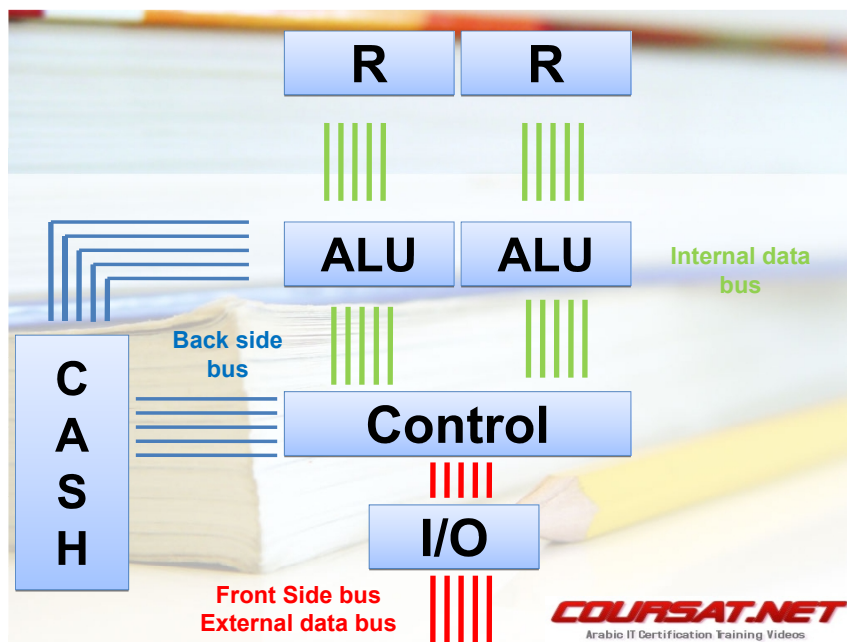 R R
ALU ALU
Internal data
bus
Back side
bus
C
A
S
H
Control
I/O
Front Side bus
External data bus
COURSAT.NET
Arabic IT Certification Training Videos